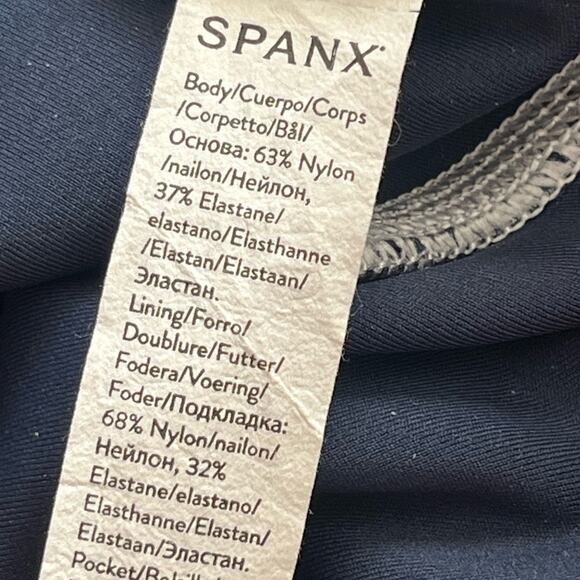 SPANX
Body/Cuerpo/Corps
/Corpetto/Bål/
Основа: 63% Nylon
/nailon/Нейлон,
37% Elastane/
elastano/Elasthanne
/Elastan/Elastaan/
Эластан.
Lining/Forro/
Doublure/Futter/
Fodera/Voering/
Foder/Подкладка:
68% Nylon/nailon/
Нейлон, 32%
Elastane/elastano/
Elasthanne/Elastan/
Elastaan/Эластан.
Pocket/